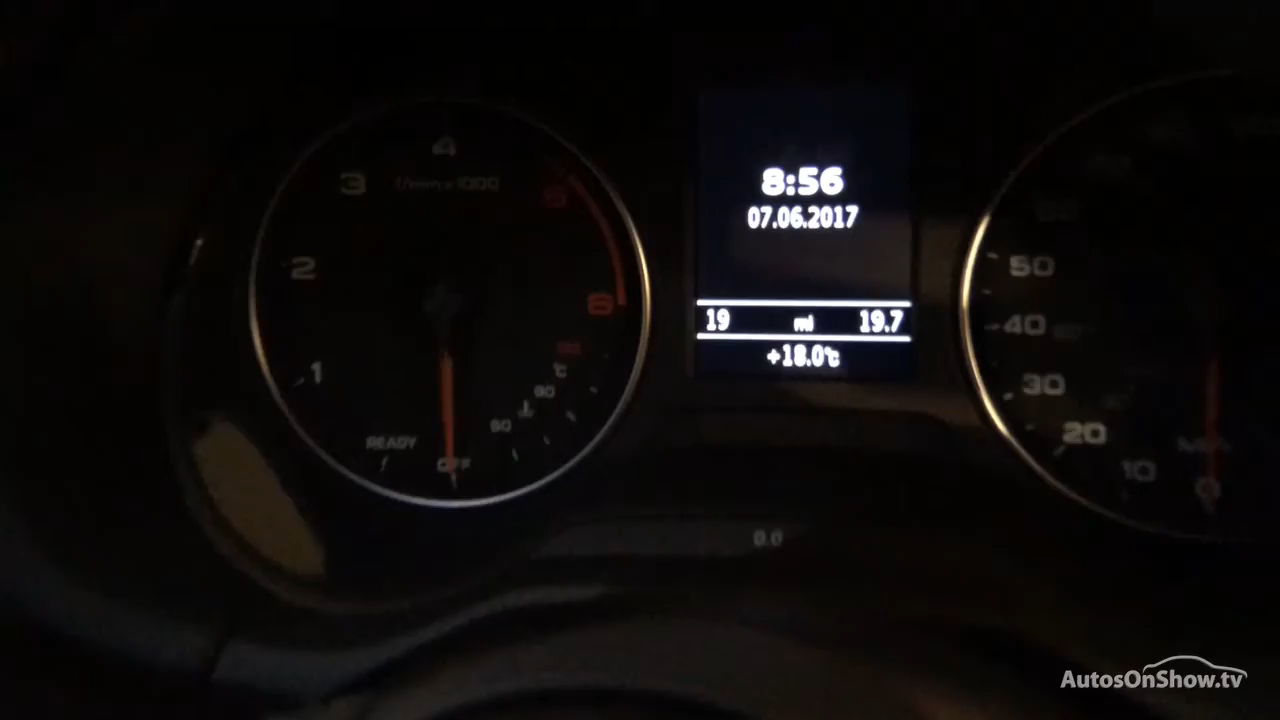 4
3
1/min x 1000
5
2
6
1
°C
90
60
READY
OFF
8:56
07.06.2017
19 mi 19.7
+18.0°C
0.0
50
40
30
20
10
0
AutosOnShow.tv